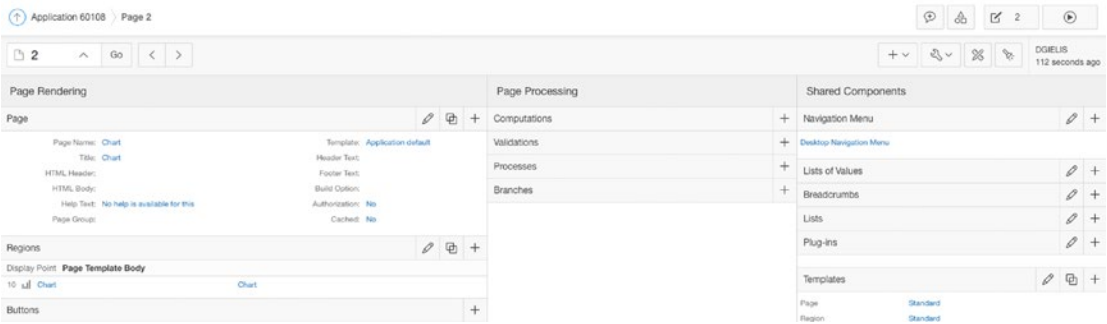 Application 60108 Page 2
2
2 Go
DGIELIS
112 seconds ago
Page Rendering
Page
Page Name: Chart
Title: Chart
HTML Header:
HTML Body:
Help Text: No help is available for this
Page Group:
Template: Application default
Header Text:
Footer Text:
Build Option:
Authorization: No
Cached: No
Regions
Display Point Page Template Body
10 Chart Chart
Buttons
Page Processing
Computations
Validations
Processes
Branches
Shared Components
Navigation Menu
Desktop Navigation Menu
Lists of Values
Breadcrumbs
Lists
Plug-ins
Templates
Page Standard
Region Standard